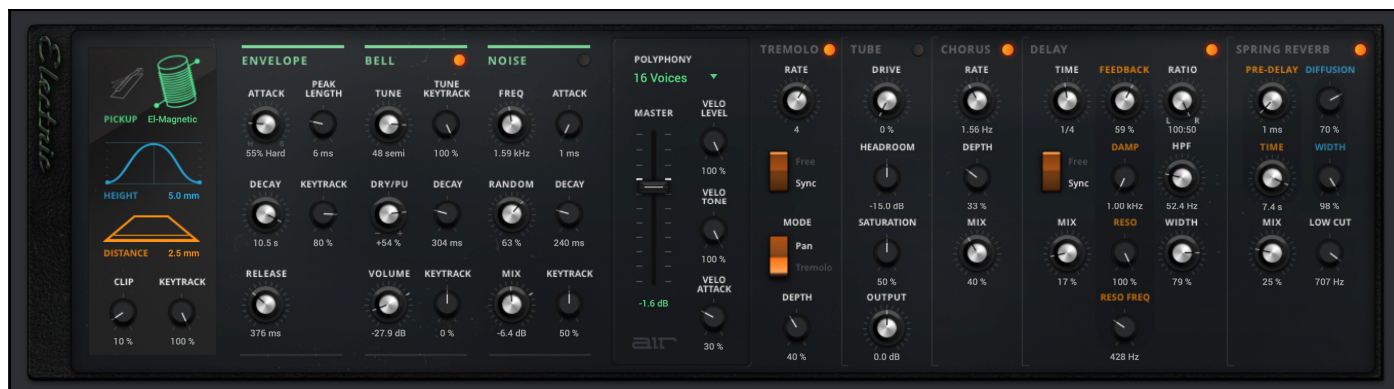 Electric
PICKUP El-Magnetic
HEIGHT 5.0 mm
DISTANCE 2.5 mm
CLIP KEYTRACK
10 % 100 %
ENVELOPE
ATTACK PEAK LENGTH
H S
55% Hard 6 ms
DECAY KEYTRACK
10.5 s 80 %
RELEASE
376 ms
BELL
TUNE TUNE KEYTRACK
48 semi 100 %
DRY/PU DECAY
+54 % 304 ms
VOLUME KEYTRACK
-27.9 dB 0 %
NOISE
FREQ ATTACK
1.59 kHz 1 ms
RANDOM DECAY
63 % 240 ms
MIX KEYTRACK
-6.4 dB 50 %
POLYPHONY
16 Voices
MASTER
-1.6 dB
VELO
LEVEL
100 %
VELO
TONE
100 %
VELO
ATTACK
30 %
air
TREMOLO
RATE
4
Free
Sync
MODE
Pan
Tremolo
DEPTH
40 %
TUBE
DRIVE
0 %
HEADROOM
-15.0 dB
SATURATION
50 %
OUTPUT
0.0 dB
CHORUS
RATE
1.56 Hz
DEPTH
33 %
MIX
40 %
DELAY
TIME FEEDBACK RATIO
L R
1/4 59 % 100:50
Free
Sync
DAMP HPF
1.00 kHz 52.4 Hz
MIX RESO WIDTH
17 % 100 % 79 %
RESO FREQ
428 Hz
SPRING REVERB
PRE-DELAY DIFFUSION
1 ms 70 %
TIME WIDTH
7.4 s 98 %
MIX LOW CUT
25 % 707 Hz